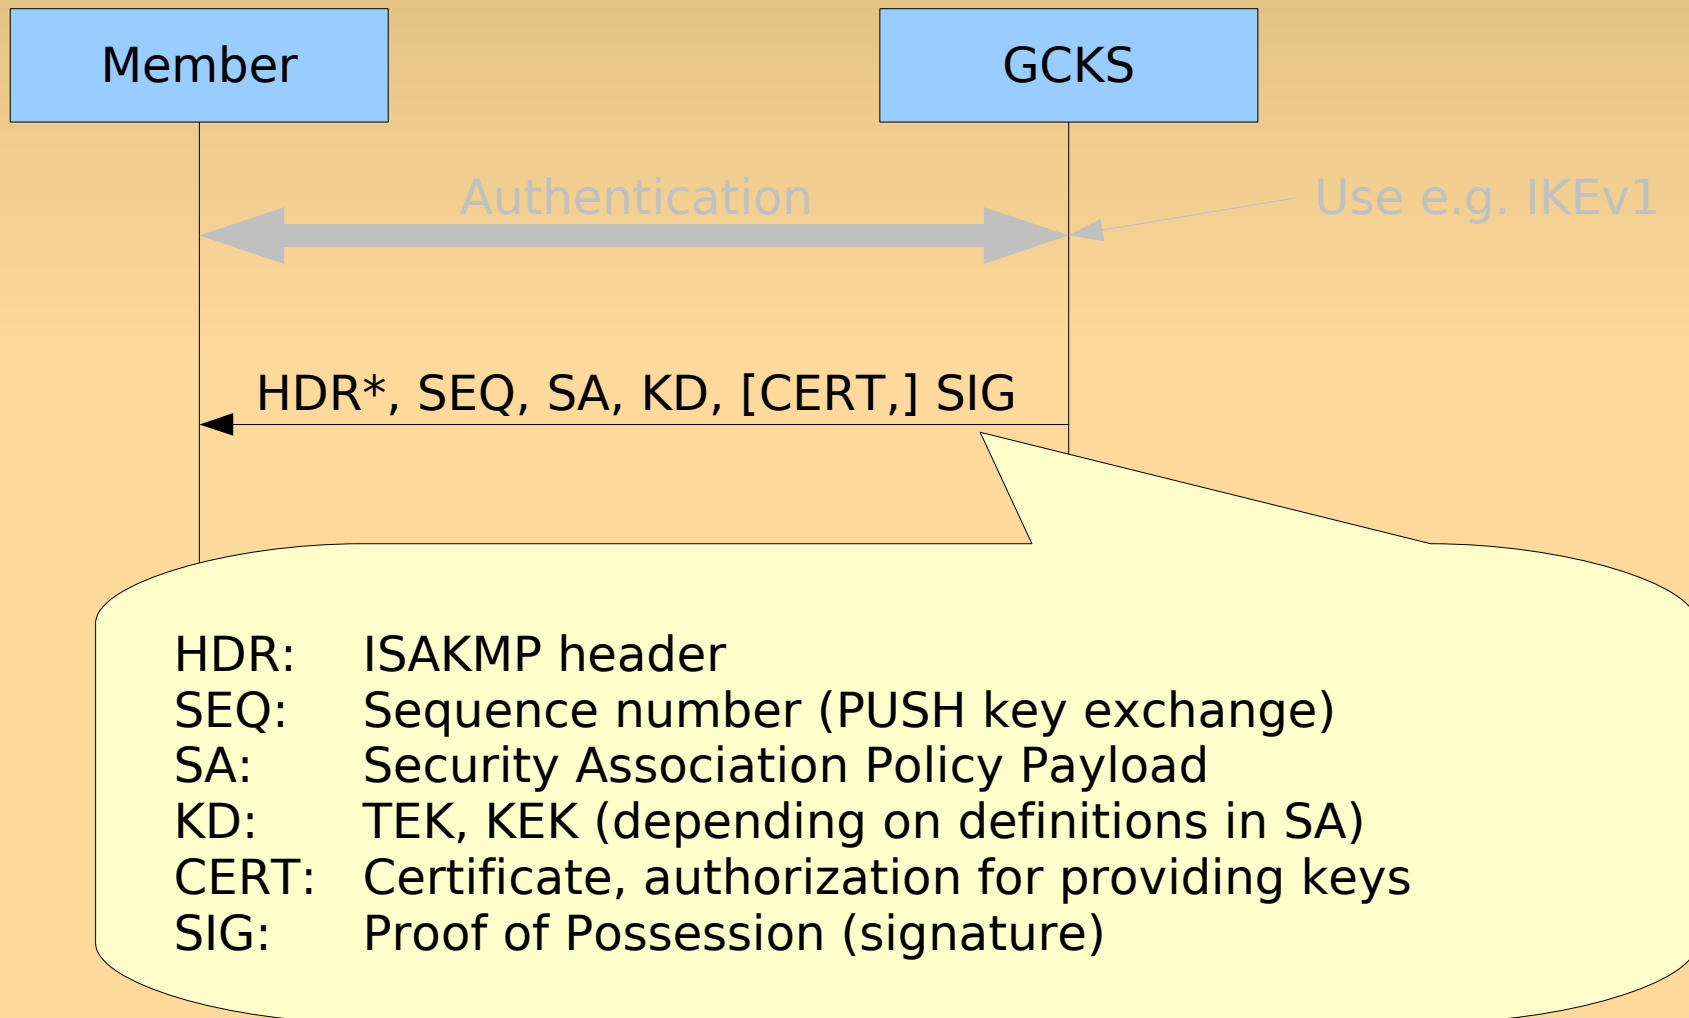 Member
GCKS
Authentication
Use e.g. IKEv1
HDR*, SEQ, SA, KD, [CERT,] SIG
HDR: ISAKMP header
SEQ: Sequence number (PUSH key exchange)
SA: Security Association Policy Payload
KD: TEK, KEK (depending on definitions in SA)
CERT: Certificate, authorization for providing keys
SIG: Proof of Possession (signature)